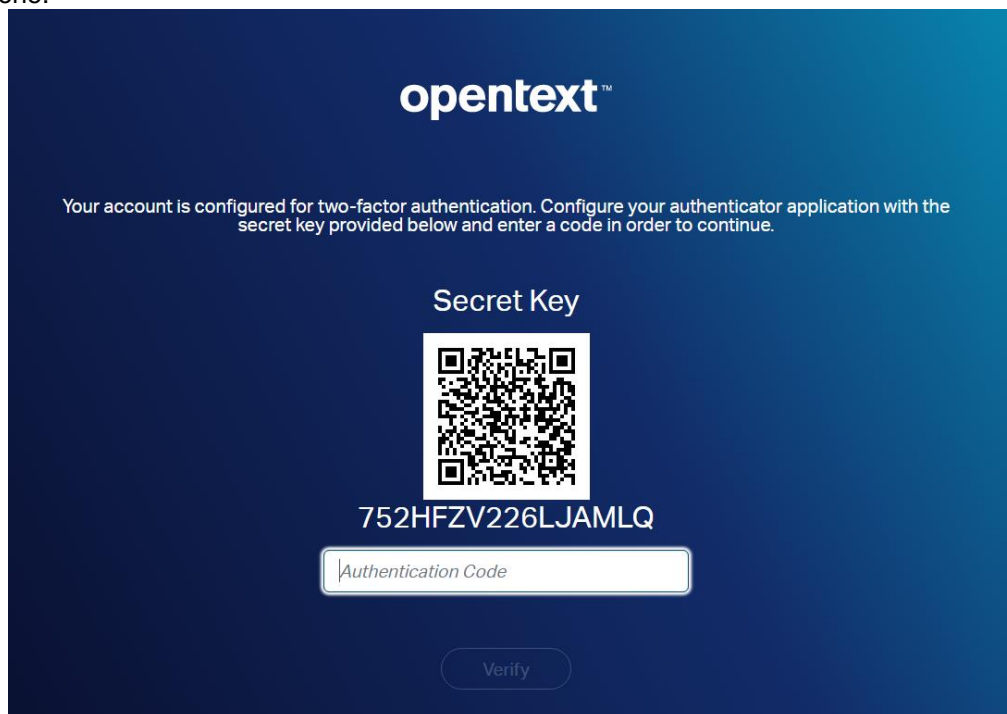 opentext™
Your account is configured for two-factor authentication. Configure your authenticator application with the
secret key provided below and enter a code in order to continue.
Secret Key
752HFZV226LJAMLQ
Authentication Code
Verify